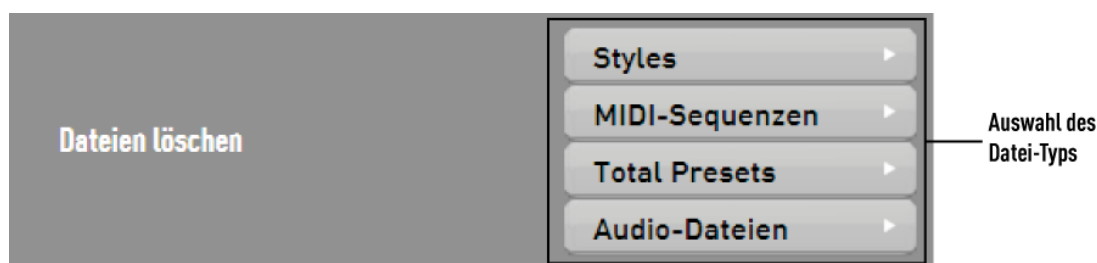 Dateien löschen
Styles
MIDI-Sequenzen
Total Presets
Audio-Dateien
Auswahl des
Datei-Typs